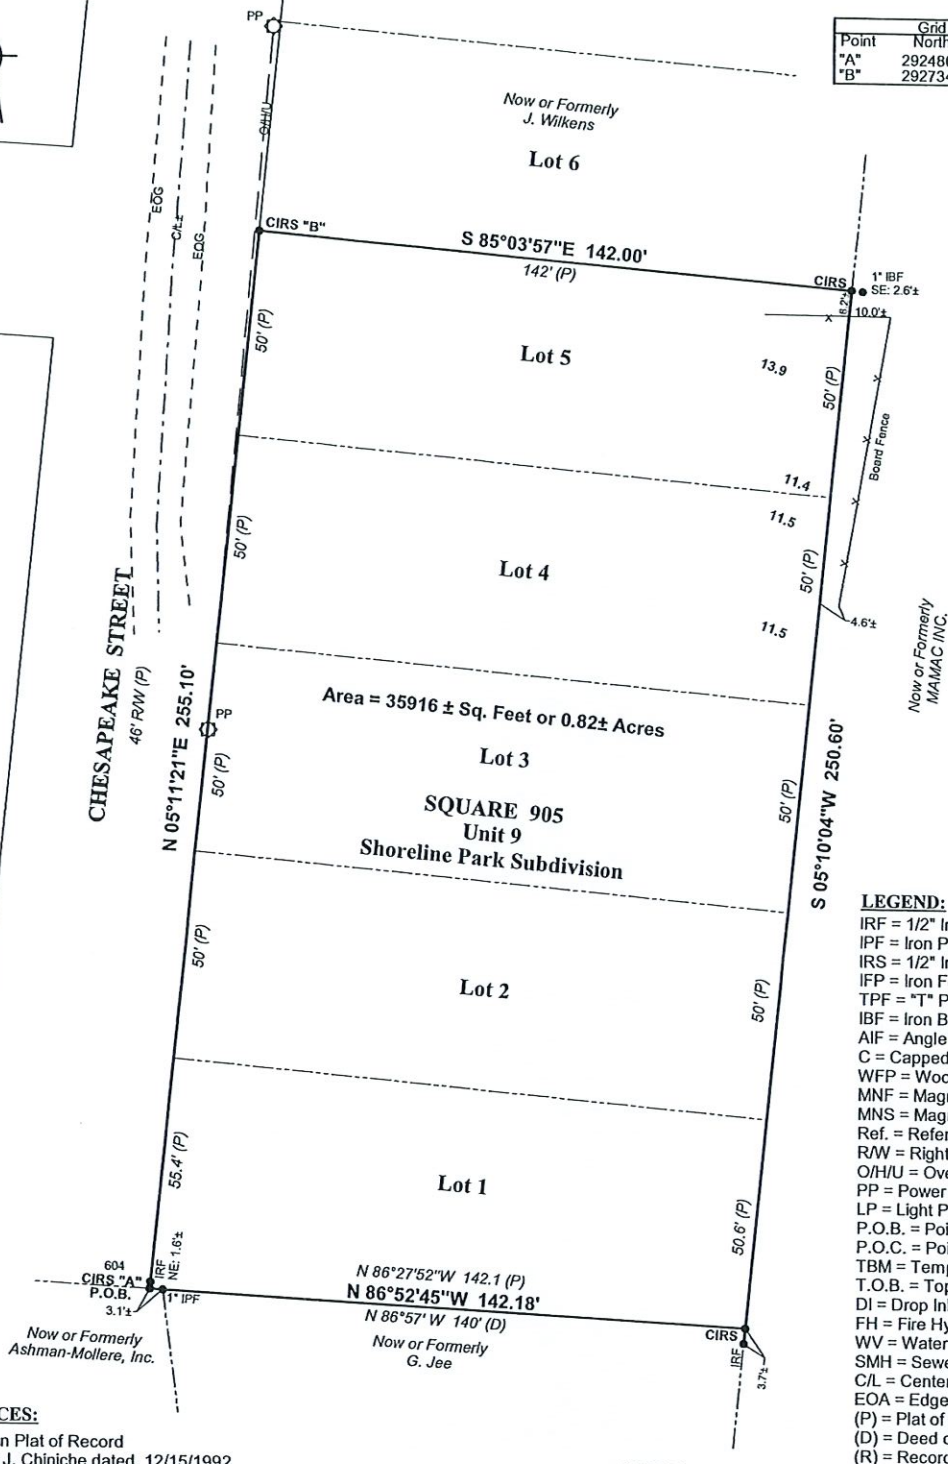 PP
Grid
Point North
"A" 29248
"B" 29273
Now or Formerly
J. Wilkens
Lot 6
O/H/U
EOG
C/L±
EOG
CIRS "B"
S 85°03'57"E 142.00'
142' (P)
CIRS
1" IBF
SE: 2.6'±
10.0'±
50' (P)
Lot 5
13.9
50' (P)
Board Fence
11.4
11.5
50' (P)
Lot 4
50' (P)
11.5
4.6'±
Now or Formerly
MAMAC INC.
CHESAPEAKE STREET
46' R/W (P)
N 05°11'21"E 255.10'
PP
50' (P)
Area = 35916 ± Sq. Feet or 0.82± Acres
Lot 3
SQUARE 905
Unit 9
Shoreline Park Subdivision
50' (P)
S 05°10'04"W 250.60'
50' (P)
Lot 2
50' (P)
55.4' (P)
Lot 1
50.6' (P)
604
CIRS "A"
P.O.B.
3.1'±
IRF
NE: 1.6'±
1" IPF
N 86°27'52"W 142.1 (P)
N 86°52'45"W 142.18'
N 86°57' W 140' (D)
CIRS
IRF
3.7'±
Now or Formerly
Ashman-Mollere, Inc.
Now or Formerly
G. Jee
LEGEND:
IRF = 1/2" I
IPF = Iron P
IRS = 1/2" I
IFP = Iron F
TPF = "T" P
IBF = Iron B
AIF = Angle
C = Capped
WFP = Woo
MNF = Mag
MNS = Mag
Ref. = Refer
R/W = Right
O/H/U = Ove
PP = Power
LP = Light P
P.O.B. = Poi
P.O.C. = Poi
TBM = Temp
T.O.B. = Top
DI = Drop In
FH = Fire Hy
WV = Water
SMH = Sewe
C/L = Center
EOA = Edge
(P) = Plat of
(D) = Deed o
(R) = Record
CES:
n Plat of Record
J. Chiniche dated 12/15/1992